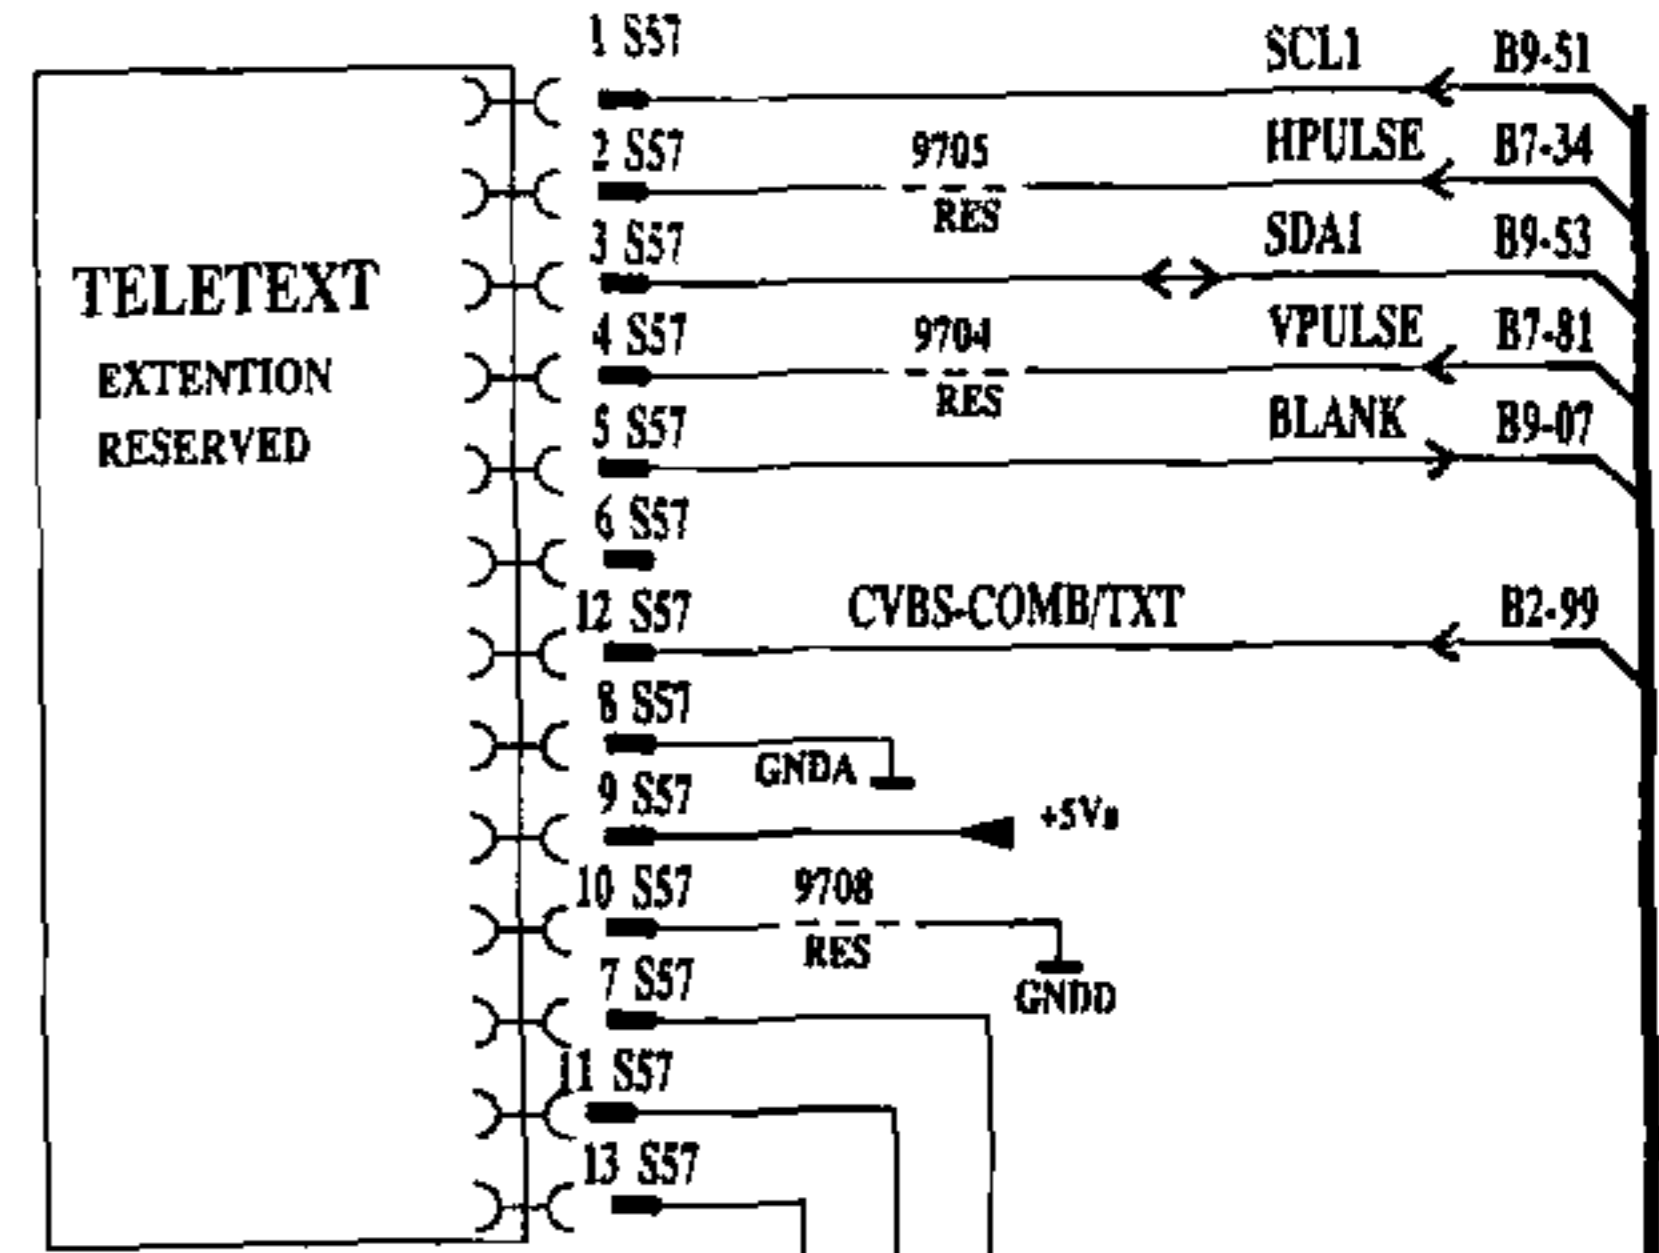 1 S57
SCL1 B9-51
2 S57
9705
HPULSE B7-34
RES
3 S57
SDA1 B9-53
TELETEXT
4 S57
9704
VPULSE B7-81
EXTENTION
RES
5 S57
BLANK B9-07
RESERVED
6 S57
12 S57
CVBS-COMB/TXT B2-99
8 S57
GNDA
9 S57
10 S57
9708
RES
7 S57
GNDD
11 S57
13 S57